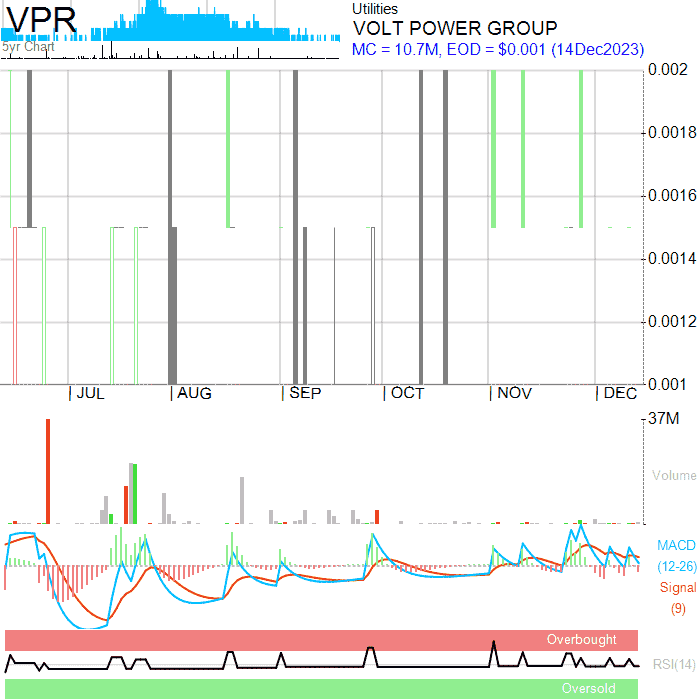 VPR
5yr Chart
Utilities
VOLT POWER GROUP
MC = 10.7M, EOD = $0.001 (14Dec2023)
0.002
0.0018
0.0016
0.0014
0.0012
0.001
JUL
AUG
SEP
OCT
NOV
DEC
37M
Volume
MACD
(12-26)
Signal
(9)
Overbought
RSI(14)
Oversold